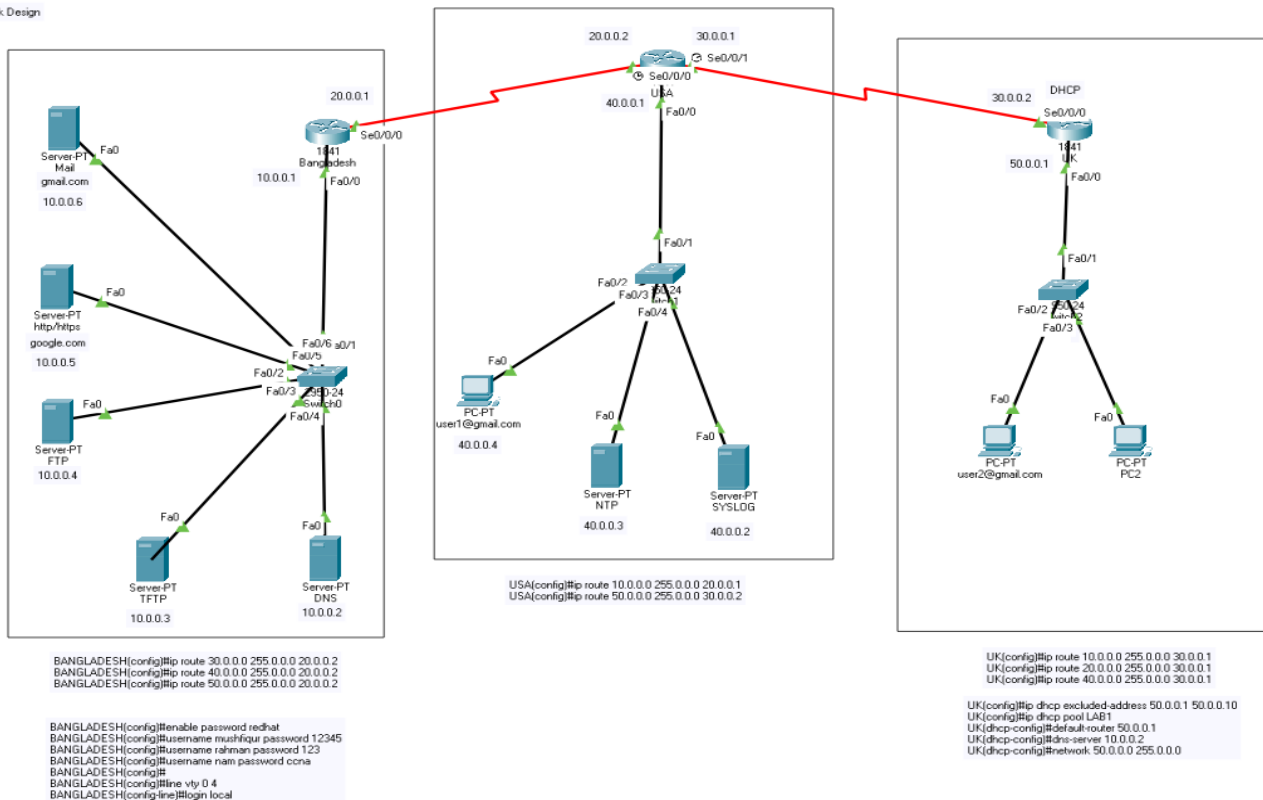 k Design
20.0.0.1
Se0/0/0
1841
Bangladesh
10.0.0.1
Fa0/0
Fa0
Server-PT
Mail
gmail.com
10.0.0.6
Fa0
Server-PT
http/https
google.com
10.0.0.5
Fa0/6
a0/1
Fa0/5
Fa0/2
Fa0/3
Fa0/4
2950-24
Switch0
Fa0
Server-PT
FTP
10.0.0.4
Fa0
Server-PT
TFTP
10.0.0.3
Fa0
Server-PT
DNS
10.0.0.2
BANGLADESH(config)#ip route 30.0.0.0 255.0.0.0 20.0.0.2
BANGLADESH(config)#ip route 40.0.0.0 255.0.0.0 20.0.0.2
BANGLADESH(config)#ip route 50.0.0.0 255.0.0.0 20.0.0.2
BANGLADESH(config)#enable password redhat
BANGLADESH(config)#username mushfiqur password 12345
BANGLADESH(config)#username rahman password 123
BANGLADESH(config)#username nam password ccna
BANGLADESH(config)#
BANGLADESH(config)#line vty 0 4
BANGLADESH(config-line)#login local
20.0.0.2
30.0.0.1
Se0/0/1
Se0/0/0
USA
40.0.0.1
Fa0/0
Fa0/1
Fa0/2
Fa0/3
Fa0/4
Fa0
PC-PT
user1@gmail.com
40.0.0.4
Fa0
Server-PT
NTP
40.0.0.3
Fa0
Server-PT
SYSLOG
40.0.0.2
USA(config)#ip route 10.0.0.0 255.0.0.0 20.0.0.1
USA(config)#ip route 50.0.0.0 255.0.0.0 30.0.0.2
DHCP
30.0.0.2
Se0/0/0
1841
UK
50.0.0.1
Fa0/0
Fa0/1
Fa0/2
Fa0/3
Fa0
PC-PT
user2@gmail.com
Fa0
PC-PT
PC2
UK(config)#ip route 10.0.0.0 255.0.0.0 30.0.0.1
UK(config)#ip route 20.0.0.0 255.0.0.0 30.0.0.1
UK(config)#ip route 40.0.0.0 255.0.0.0 30.0.0.1
UK(config)#ip dhcp excluded-address 50.0.0.1 50.0.0.10
UK(config)#ip dhcp pool LAB1
UK(dhcp-config)#default-router 50.0.0.1
UK(dhcp-config)#dns-server 10.0.0.2
UK(dhcp-config)#network 50.0.0.0 255.0.0.0